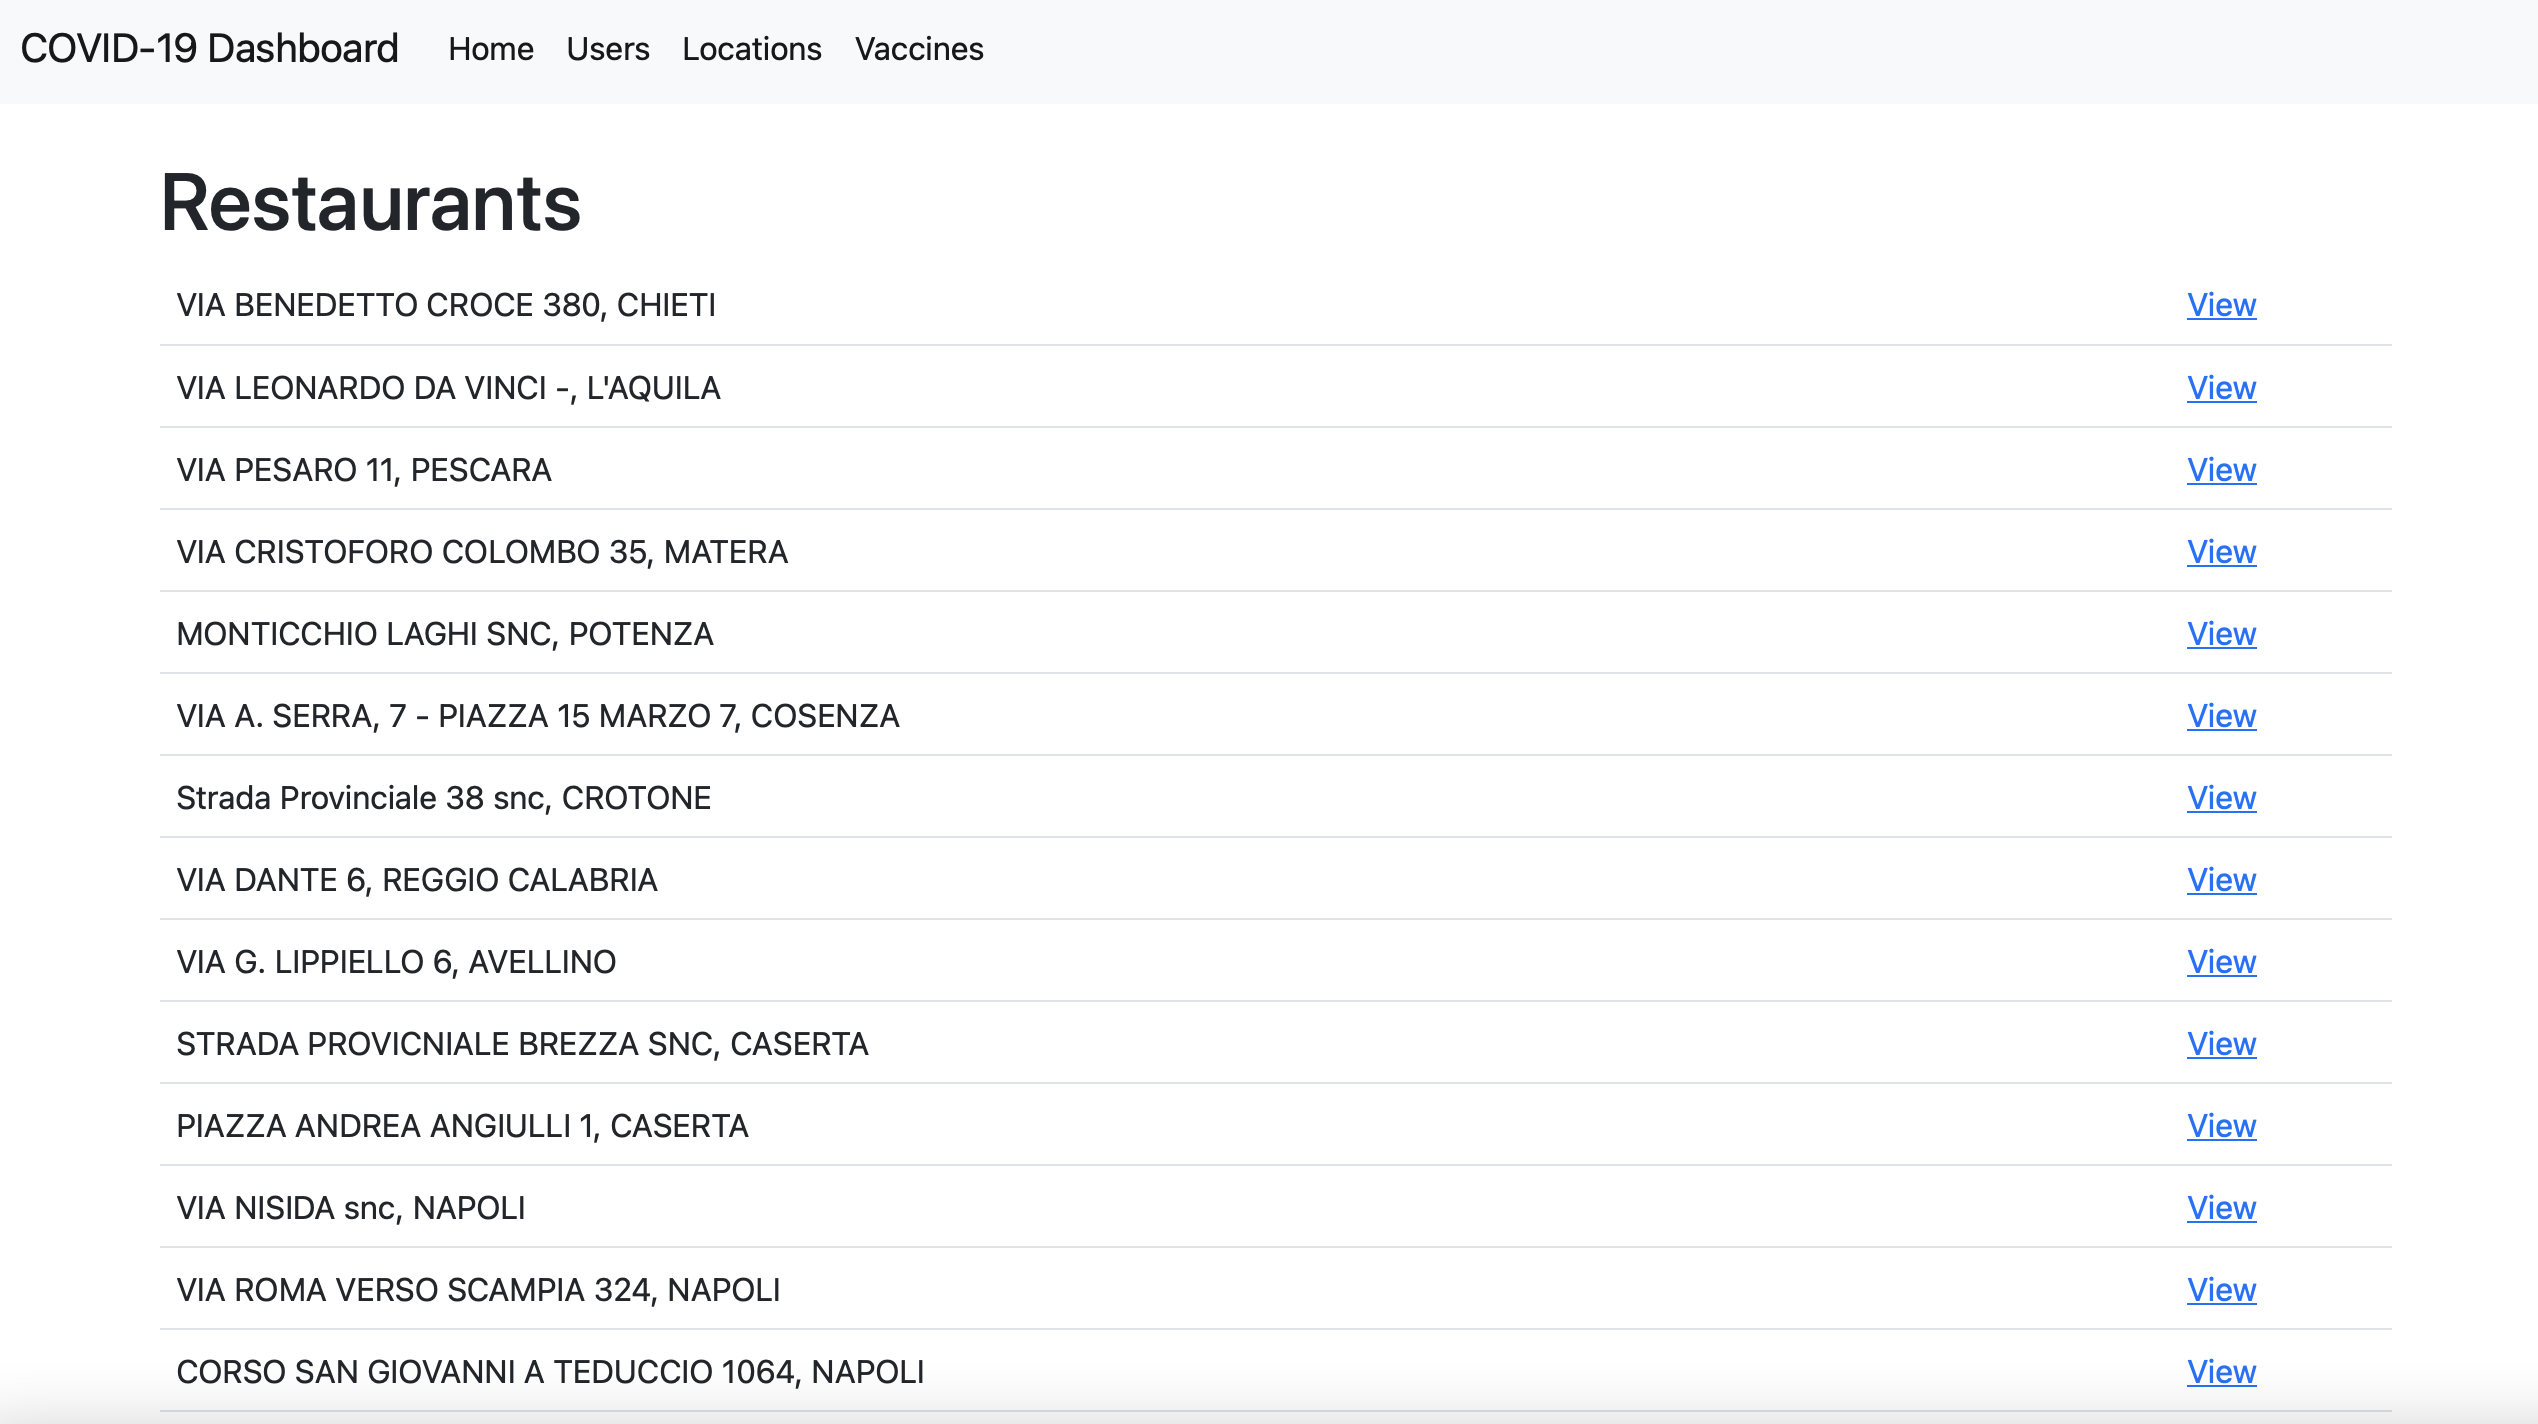 COVID-19 Dashboard Home Users Locations Vaccines
Restaurants
VIA BENEDETTO CROCE 380, CHIETI View
VIA LEONARDO DA VINCI -, L'AQUILA View
VIA PESARO 11, PESCARA View
VIA CRISTOFORO COLOMBO 35, MATERA View
MONTICCHIO LAGHI SNC, POTENZA View
VIA A. SERRA, 7 - PIAZZA 15 MARZO 7, COSENZA View
Strada Provinciale 38 snc, CROTONE View
VIA DANTE 6, REGGIO CALABRIA View
VIA G. LIPPIELLO 6, AVELLINO View
STRADA PROVICNIALE BREZZA SNC, CASERTA View
PIAZZA ANDREA ANGIULLI 1, CASERTA View
VIA NISIDA snc, NAPOLI View
VIA ROMA VERSO SCAMPIA 324, NAPOLI View
CORSO SAN GIOVANNI A TEDUCCIO 1064, NAPOLI View